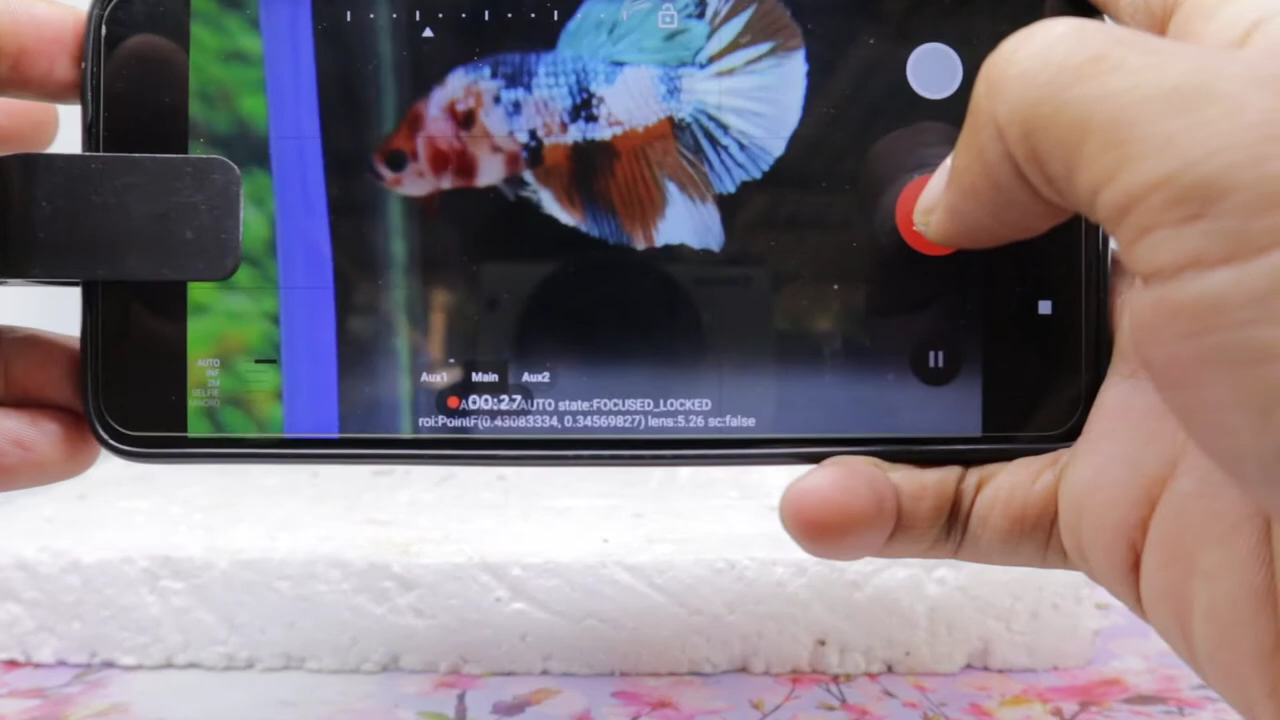 AUTO
INF
2M
SELFIE
MACRO
Aux1 Main Aux2
00:27
AUTO state:FOCUSED_LOCKED
roi:PointF(0.43083334, 0.34569827) lens:5.26 sc:false